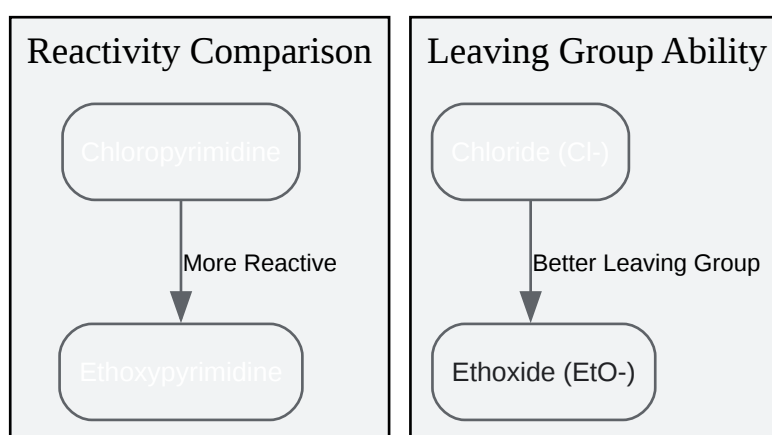 Reactivity Comparison
Chloropyrimidine
More Reactive
Ethoxypyrimidine
Leaving Group Ability
Chloride (Cl-)
Better Leaving Group
Ethoxide (EtO-)